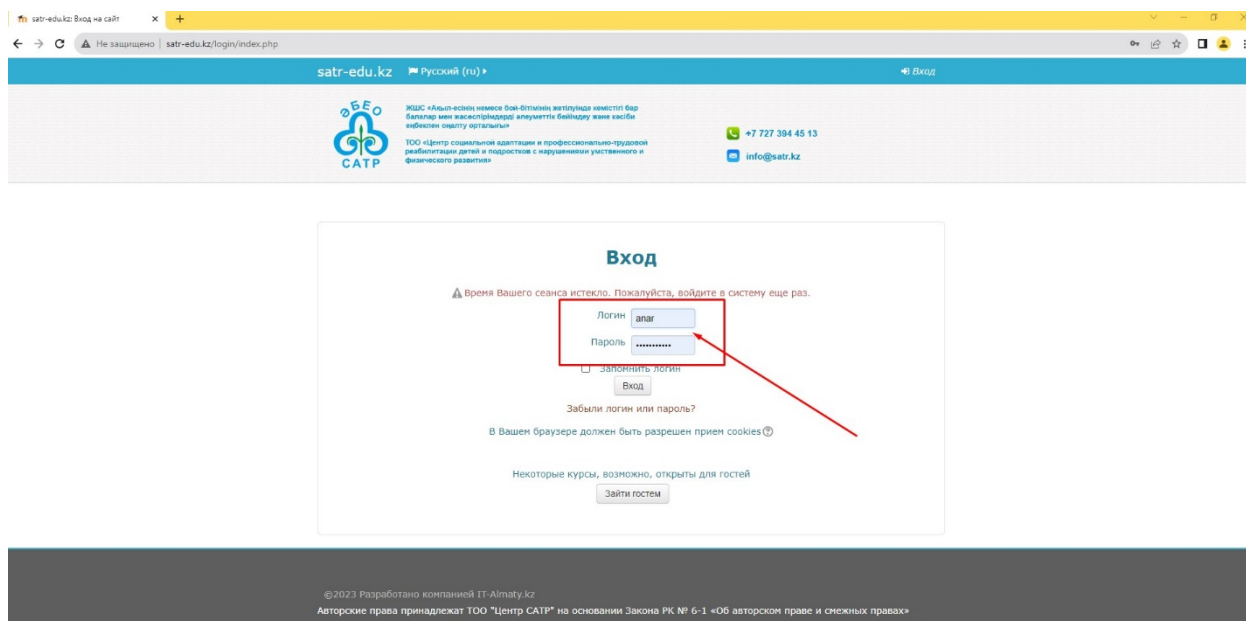 satr-edu.kz: Вход на сайт
Не защищено satr-edu.kz/login/index.php
satr-edu.kz Русский (ru) Вход
ӘБЕО
САТР
ЖШС «Ақыл-есінің немесе бой-бітімінің жетілуінде кемістігі бар
балалар мен жасөспірімдерді әлеуметтік бейімдеу және кәсіби
еңбекпен оңалту орталығы»
ТОО «Центр социальной адаптации и профессионально-трудовой
реабилитации детей и подростков с нарушениями умственного и
физического развития»
+7 727 394 45 13
info@satr.kz
Вход
Время Вашего сеанса истекло. Пожалуйста, войдите в систему еще раз.
Логин anar
Пароль •••••••••••
Запомнить логин
Вход
Забыли логин или пароль?
В Вашем браузере должен быть разрешен прием cookies
Некоторые курсы, возможно, открыты для гостей
Зайти гостем
©2023 Разработано компанией IT-Almaty.kz
Авторские права принадлежат ТОО "Центр САТР" на основании Закона РК № 6-1 «Об авторском праве и смежных правах»